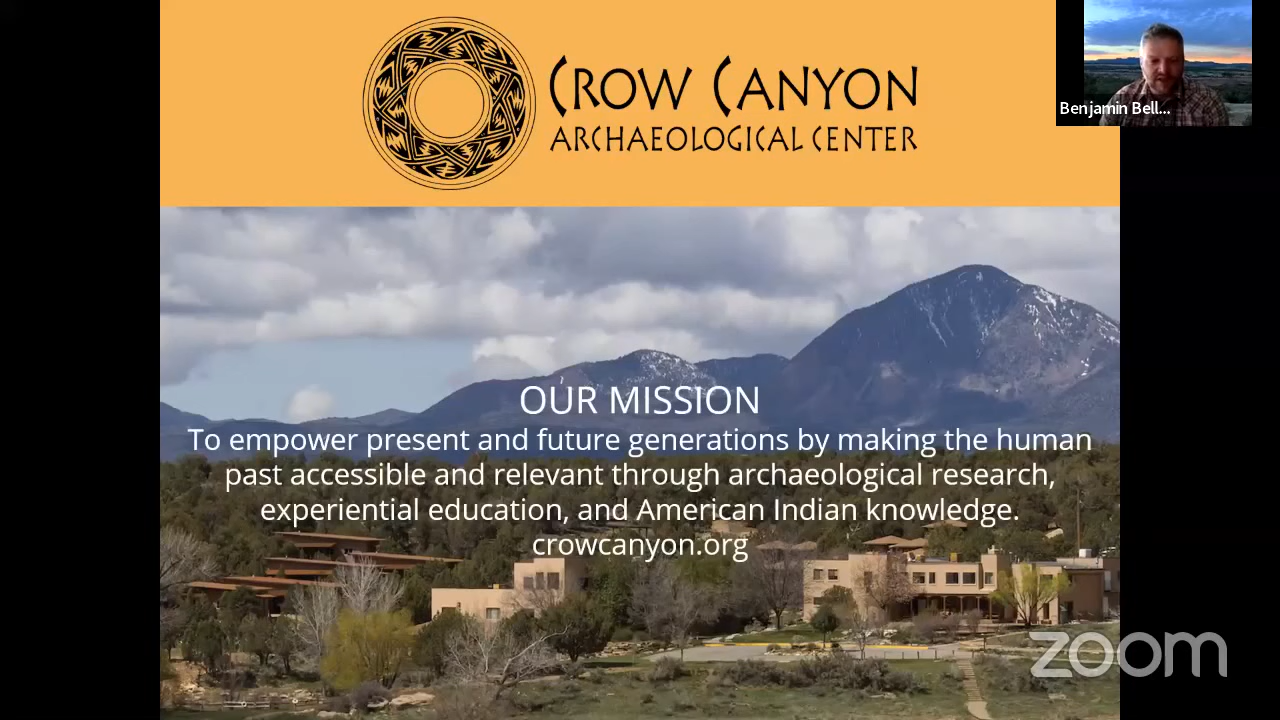 CROW CANYON
ARCHAEOLOGICAL CENTER
Benjamin Bell...
OUR MISSION
To empower present and future generations by making the human
past accessible and relevant through archaeological research,
experiential education, and American Indian knowledge.
crowcanyon.org
zoom